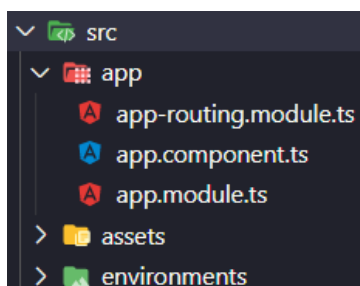 src
app
app-routing.module.ts
app.component.ts
app.module.ts
assets
environments